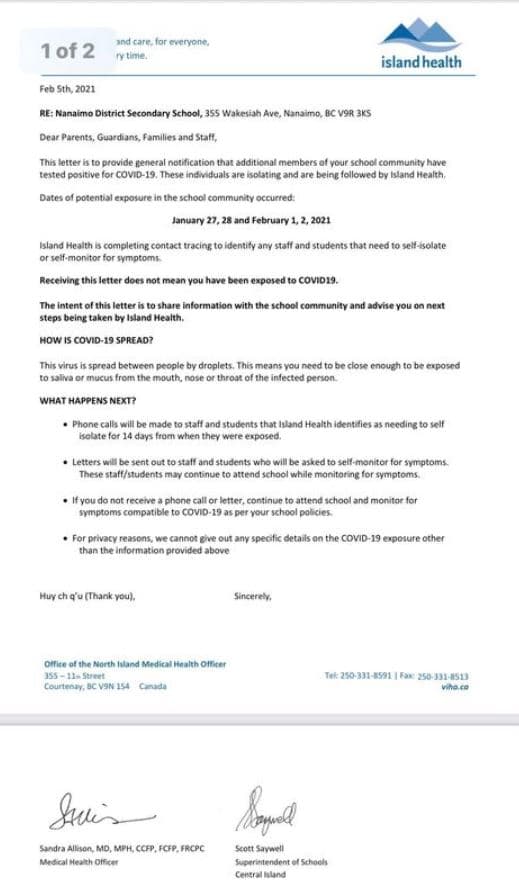 1 of 2
and care, for everyone,
ry time.
island health
Feb 5th, 2021
RE: Nanaimo District Secondary School, 355 Wakesiah Ave, Nanaimo, BC V9R 3K5
Dear Parents, Guardians, Families and Staff,
This letter is to provide general notification that additional members of your school community have
tested positive for COVID-19. These individuals are isolating and are being followed by Island Health.
Dates of potential exposure in the school community occurred:
January 27, 28 and February 1, 2, 2021
Island Health is completing contact tracing to identify any staff and students that need to self-isolate
or self-monitor for symptoms.
Receiving this letter does not mean you have been exposed to COVID19.
The intent of this letter is to share information with the school community and advise you on next
steps being taken by Island Health.
HOW IS COVID-19 SPREAD?
This virus is spread between people by droplets. This means you need to be close enough to be exposed
to saliva or mucus from the mouth, nose or throat of the infected person.
WHAT HAPPENS NEXT?
• Phone calls will be made to staff and students that Island Health identifies as needing to self
isolate for 14 days from when they were exposed.
• Letters will be sent out to staff and students who will be asked to self-monitor for symptoms.
These staff/students may continue to attend school while monitoring for symptoms.
• If you do not receive a phone call or letter, continue to attend school and monitor for
symptoms compatible to COVID-19 as per your school policies.
• For privacy reasons, we cannot give out any specific details on the COVID-19 exposure other
than the information provided above
Huy ch q'u (Thank you), Sincerely,
Office of the North Island Medical Health Officer
355 – 11th Street Tel: 250-331-8591 | Fax: 250-331-8513
Courtenay, BC V9N 1S4 Canada viha.ca
Saywell
Sandra Allison, MD, MPH, CCFP, FCFP, FRCPC Scott Saywell
Medical Health Officer Superintendent of Schools
Central Island